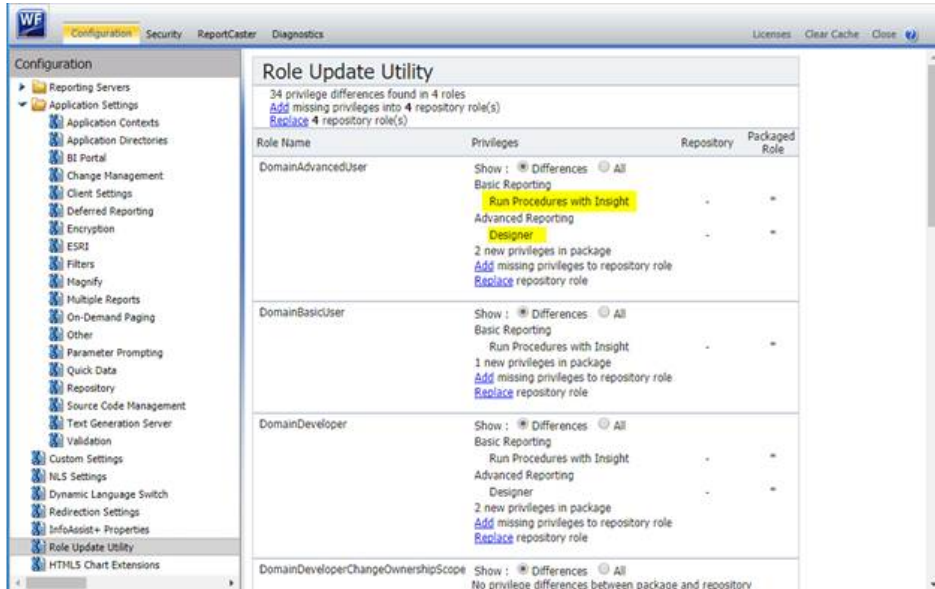 WF
Configuration Security ReportCaster Diagnostics Licenses Clear Cache Close ?
Configuration
Reporting Servers
Application Settings
Application Contexts
Application Directories
BI Portal
Change Management
Client Settings
Deferred Reporting
Encryption
ESRI
Filters
Magnify
Multiple Reports
On-Demand Paging
Other
Parameter Prompting
Quick Data
Repository
Source Code Management
Text Generation Server
Validation
Custom Settings
NLS Settings
Dynamic Language Switch
Redirection Settings
InfoAssist+ Properties
Role Update Utility
HTML5 Chart Extensions
Role Update Utility
34 privilege differences found in 4 roles
Add missing privileges into 4 repository role(s)
Replace 4 repository role(s)
Role Name Privileges Repository Packaged Role
DomainAdvancedUser Show : Differences All
Basic Reporting
Run Procedures with Insight - *
Advanced Reporting
Designer - *
2 new privileges in package
Add missing privileges to repository role
Replace repository role
DomainBasicUser Show : Differences All
Basic Reporting
Run Procedures with Insight - *
1 new privileges in package
Add missing privileges to repository role
Replace repository role
DomainDeveloper Show : Differences All
Basic Reporting
Run Procedures with Insight - *
Advanced Reporting
Designer - *
2 new privileges in package
Add missing privileges to repository role
Replace repository role
DomainDeveloperChangeOwnershipScope Show : Differences All
No privilege differences between package and repository